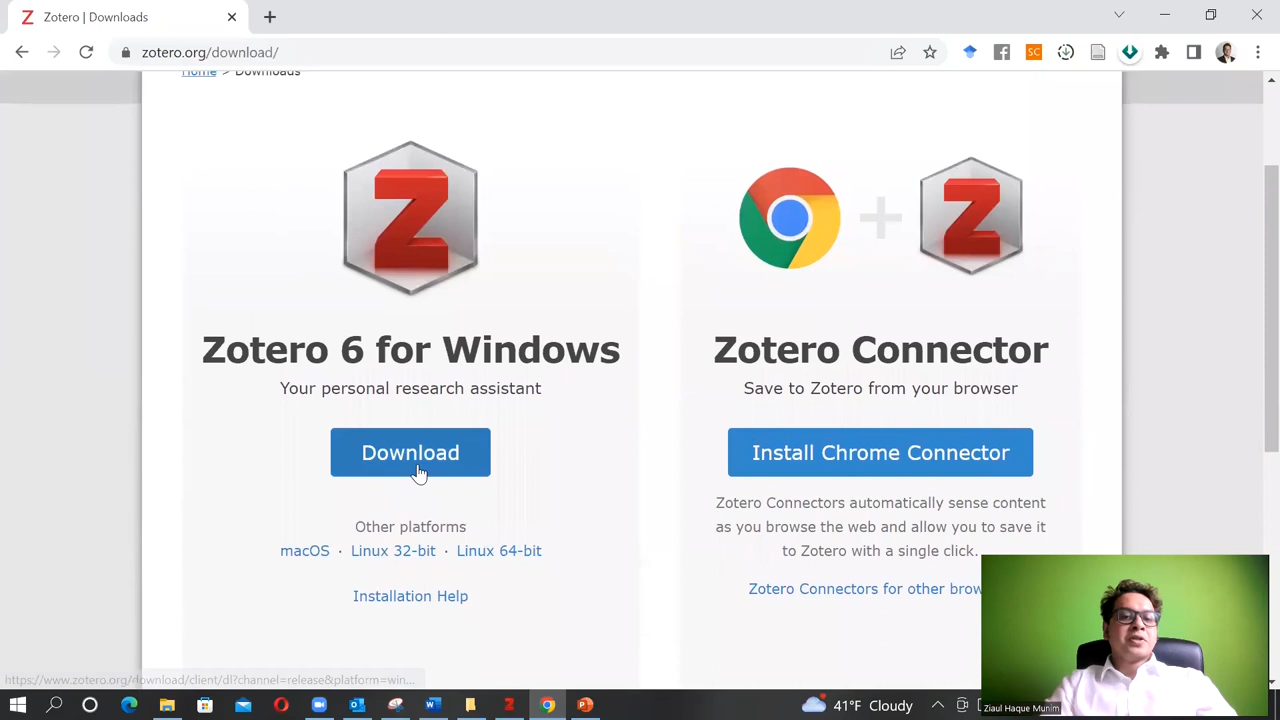 Zotero | Downloads
zotero.org/download/
SC
Home > Downloads
Z
Z
Zotero 6 for Windows
Your personal research assistant
Download
Other platforms
macOS · Linux 32-bit · Linux 64-bit
Installation Help
Zotero Connector
Save to Zotero from your browser
Install Chrome Connector
Zotero Connectors automatically sense content
as you browse the web and allow you to save it
to Zotero with a single click.
Zotero Connectors for other brow
https://www.zotero.org/download/client/dl?channel=release&platform=win...
41°F Cloudy
Ziaul Haque Munim